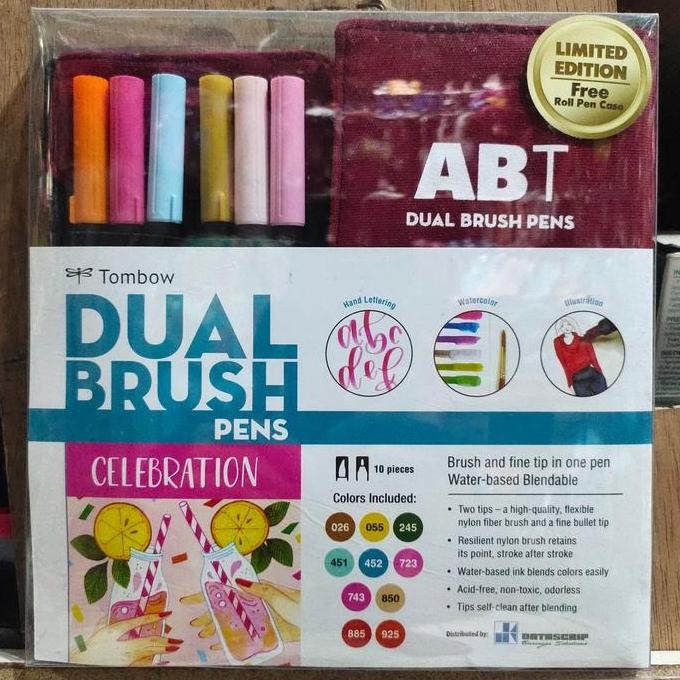 LIMITED
EDITION
Free
Roll Pen Case
ABT
DUAL BRUSH PENS
Tombow
DUAL
BRUSH
PENS
Hand Lettering
Watercolor
Illustration
abc
def
CELEBRATION
10 pieces
Colors Included:
026 055 245
451 452 723
743 850
885 925
Brush and fine tip in one pen
Water-based Blendable
• Two tips – a high-quality, flexible
nylon fiber brush and a fine bullet tip
• Resilient nylon brush retains
its point, stroke after stroke
• Water-based ink blends colors easily
• Acid-free, non-toxic, odorless
• Tips self-clean after blending
Distributed by:
DATASCRIP
Business Solutions